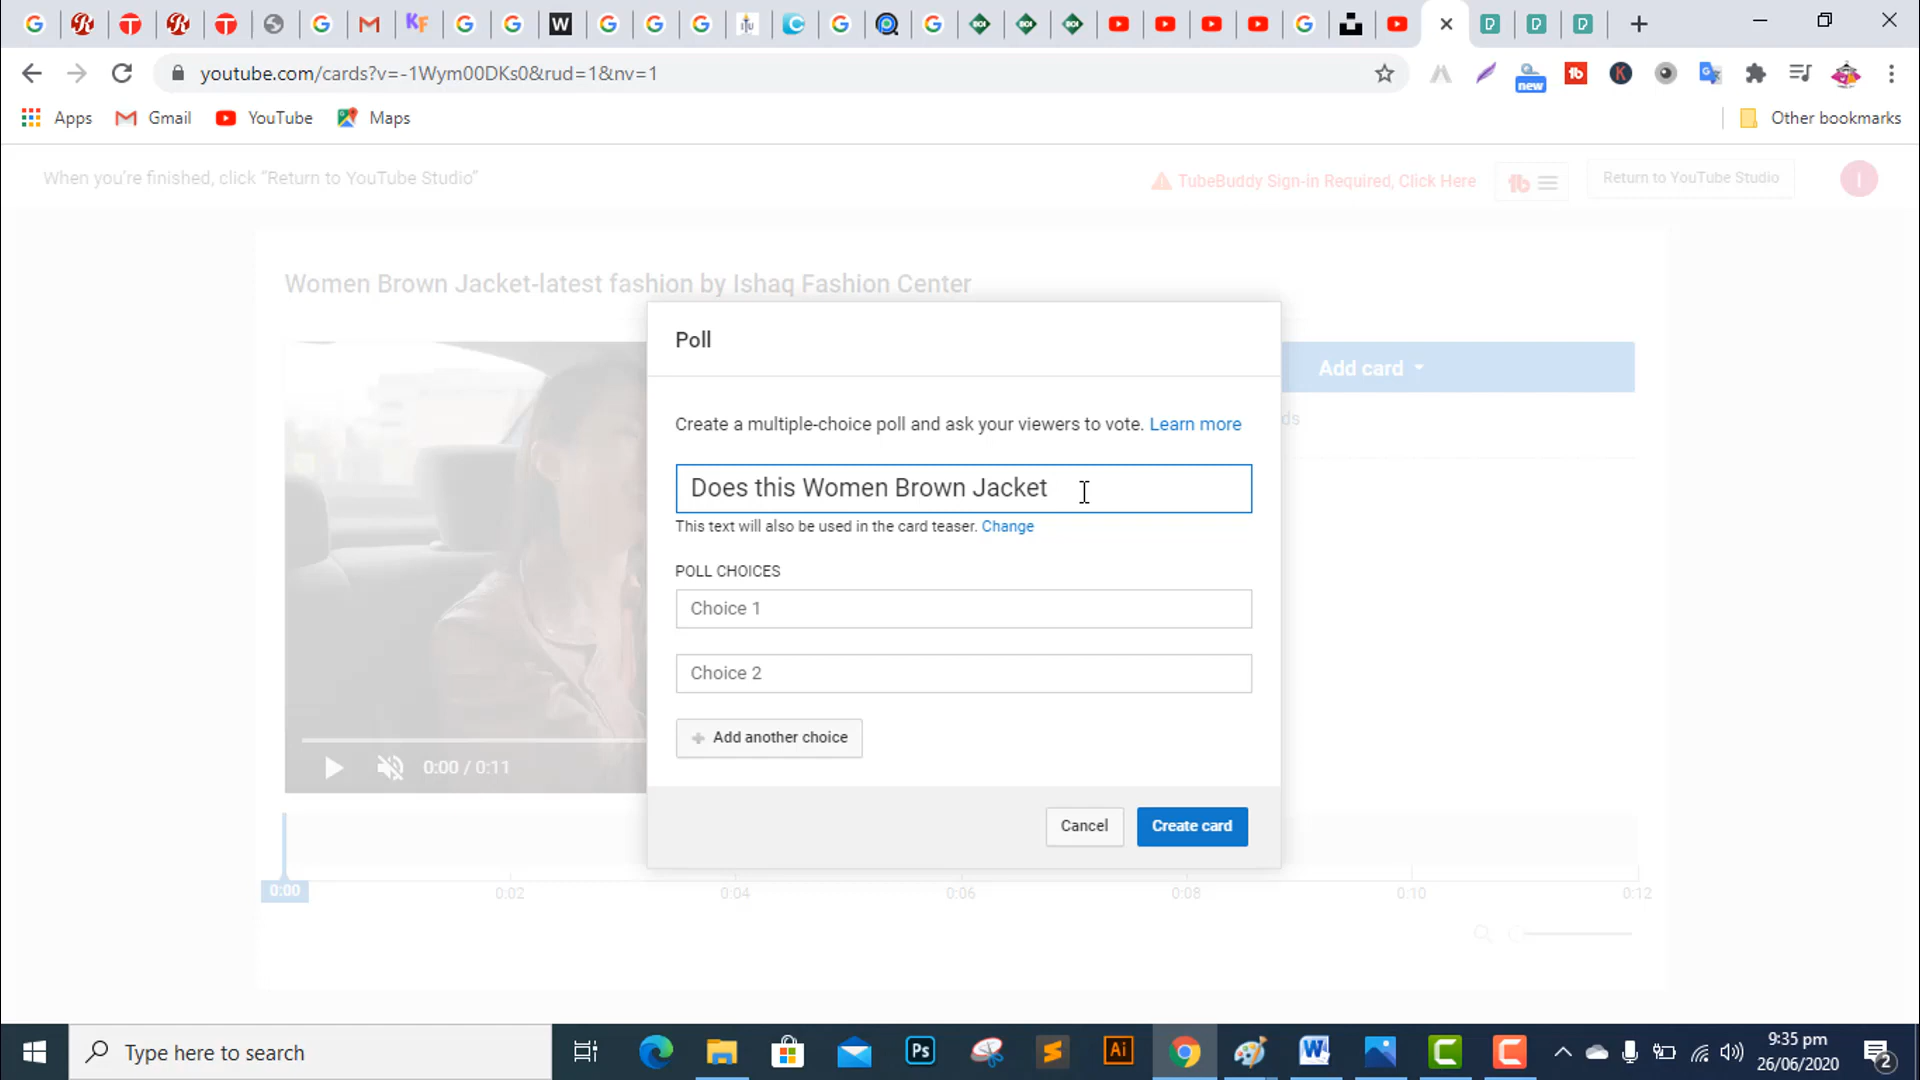 youtube.com/cards?v=-1Wym00DKs0&rud=1&nv=1
new
Apps
Gmail
YouTube
Maps
Other bookmarks
When you're finished, click “Return to YouTube Studio”
TubeBuddy Sign-in Required, Click Here
Return to YouTube Studio
Women Brown Jacket-latest fashion by Ishaq Fashion Center
Poll
Add card
Create a multiple-choice poll and ask your viewers to vote. Learn more
ds
Does this Women Brown Jacket
This text will also be used in the card teaser. Change
POLL CHOICES
Choice 1
Choice 2
Add another choice
0:00 / 0:11
Cancel
Create card
0:00
0:02
0:04
0:06
0:08
0:10
0:12
Type here to search
Ps
Ai
9:35 pm
26/06/2020
2